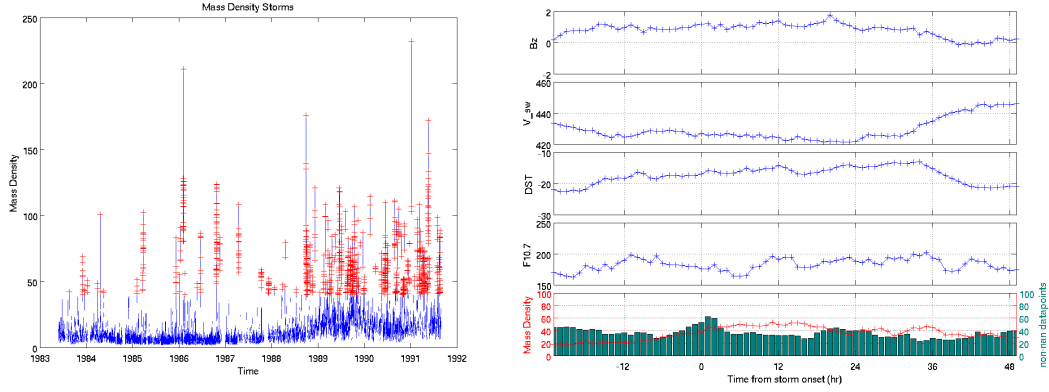 Mass Density Storms
250
200
150
100
50
0
Mass Density
1983 1984 1985 1986 1987 1988 1989 1990 1991 1992
Time
2
0
-2
Bz
460
440
420
V_sw
-10
-20
-30
DST
200
150
F10.7
100
80
60
40
20
0
Mass Density
100
80
60
40
20
0
non-nan datapoints
-12 0 12 24 36 48
Time from storm onset (hr)